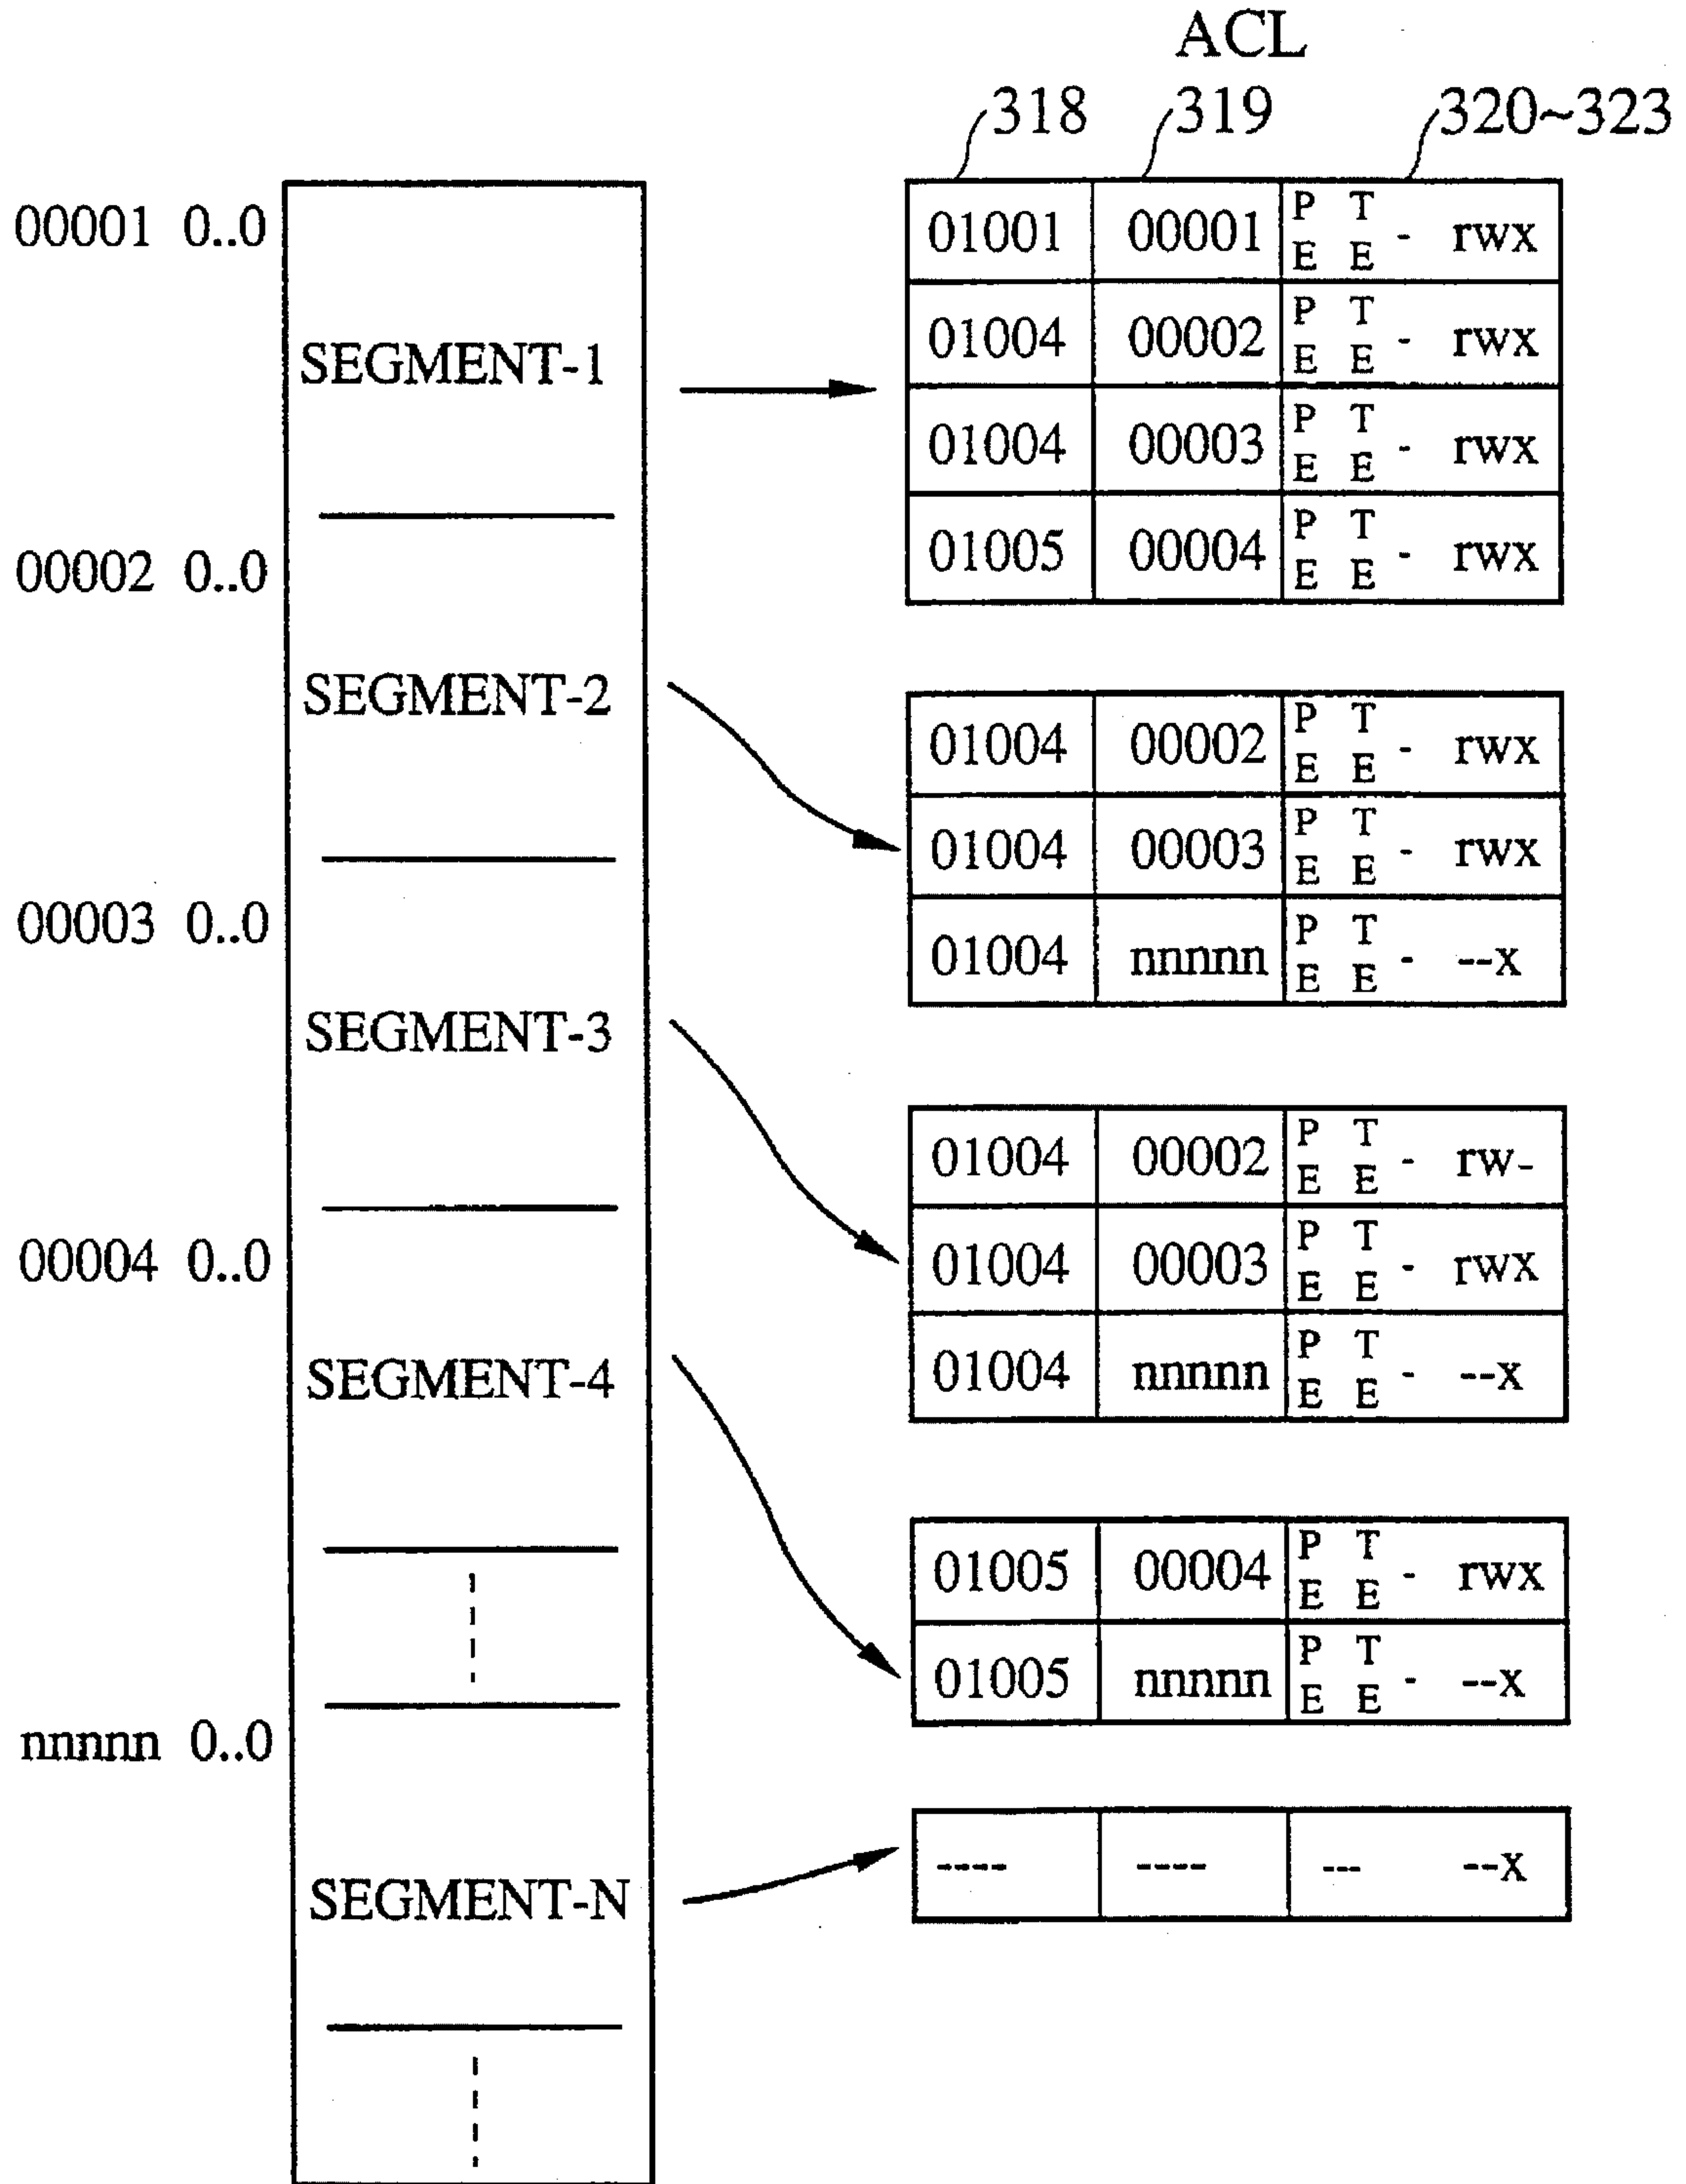 ACL
318 319 320~323
00001 0..0
SEGMENT-1
00002 0..0
SEGMENT-2
00003 0..0
SEGMENT-3
00004 0..0
SEGMENT-4
nnnnn 0..0
SEGMENT-N
01001 00001 P T
E E - rwx
01004 00002 P T
E E - rwx
01004 00003 P T
E E - rwx
01005 00004 P T
E E - rwx
01004 00002 P T
E E - rwx
01004 00003 P T
E E - rwx
01004 nnnnn P T
E E - --x
01004 00002 P T
E E - rw-
01004 00003 P T
E E - rwx
01004 nnnnn P T
E E - --x
01005 00004 P T
E E - rwx
01005 nnnnn P T
E E - --x
---- ---- --- --x